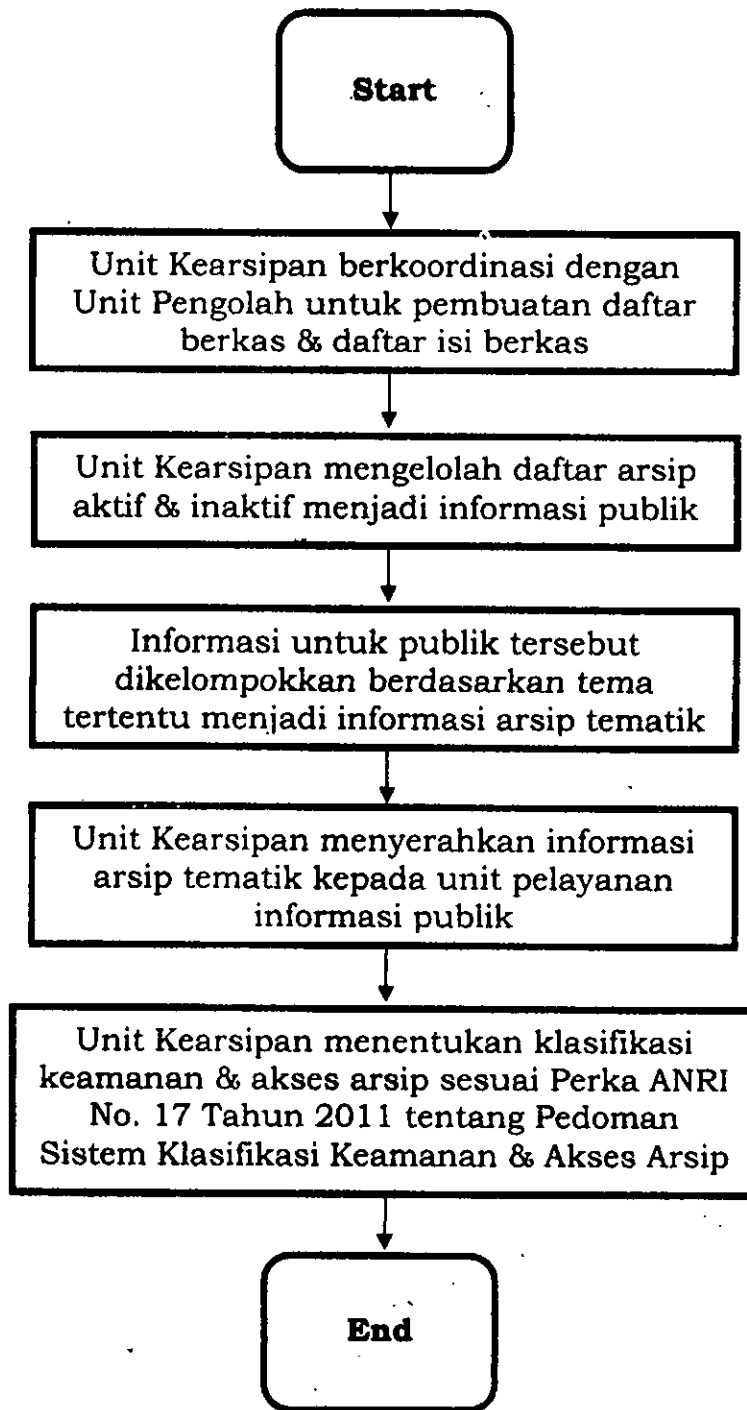 Start
Unit Kearsipan berkoordinasi dengan
Unit Pengolah untuk pembuatan daftar
berkas & daftar isi berkas
Unit Kearsipan mengelolah daftar arsip
aktif & inaktif menjadi informasi publik
Informasi untuk publik tersebut
dikelompokkan berdasarkan tema
tertentu menjadi informasi arsip tematik
Unit Kearsipan menyerahkan informasi
arsip tematik kepada unit pelayanan
informasi publik
Unit Kearsipan menentukan klasifikasi
keamanan & akses arsip sesuai Perka ANRI
No. 17 Tahun 2011 tentang Pedoman
Sistem Klasifikasi Keamanan & Akses Arsip
End